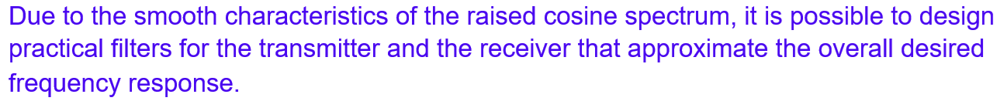 Due to the smooth characteristics of the raised cosine spectrum, it is possible to design
practical filters for the transmitter and the receiver that approximate the overall desired
frequency response.